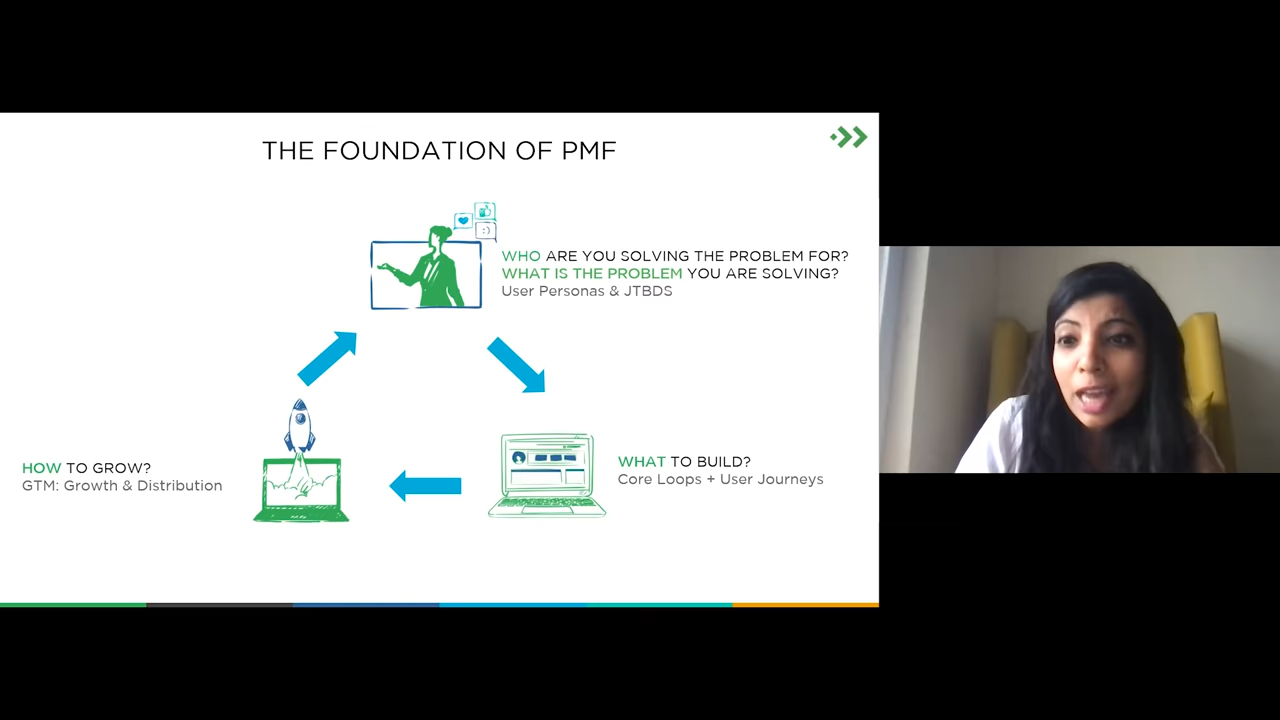 THE FOUNDATION OF PMF
WHO ARE YOU SOLVING THE PROBLEM FOR?
WHAT IS THE PROBLEM YOU ARE SOLVING?
User Personas & JTBDS
WHAT TO BUILD?
Core Loops + User Journeys
HOW TO GROW?
GTM: Growth & Distribution